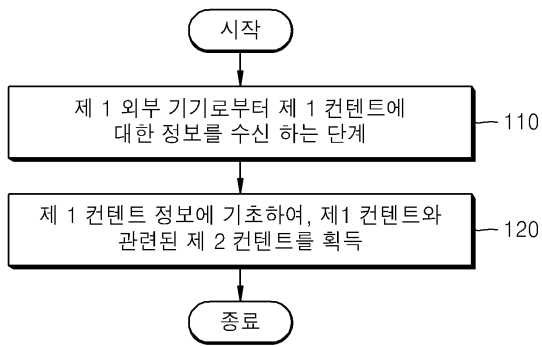 시작
제 1 외부 기기로부터 제 1 컨텐트에
대한 정보를 수신 하는 단계
110
제 1 컨텐트 정보에 기초하여, 제1 컨텐트와
관련된 제 2 컨텐트를 획득
120
종료